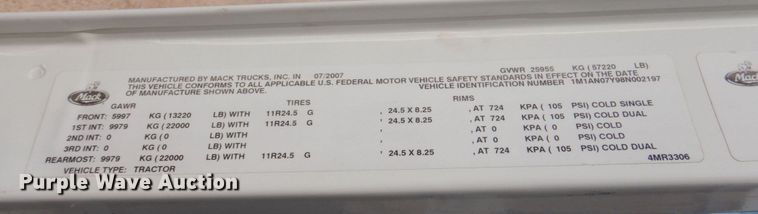 MANUFACTURED BY MACK TRUCKS, INC. IN 07/2007 GVWR 25955 KG ( 57220 LB)
THIS VEHICLE CONFORMS TO ALL APPLICABLE U.S. FEDERAL MOTOR VEHICLE SAFETY STANDARDS IN EFFECT ON THE DATE
OF MANUFACTURE SHOWN ABOVE. VEHICLE IDENTIFICATION NUMBER 1M1AN07Y98N002197
Mack
GAWR TIRES RIMS
FRONT: 5997 KG ( 13220 LB) WITH 11R24.5 G , 24.5 X 8.25 , AT 724 KPA ( 105 PSI) COLD SINGLE
1ST INT: 9979 KG ( 22000 LB) WITH 11R24.5 G , 24.5 X 8.25 , AT 724 KPA ( 105 PSI) COLD DUAL
2ND INT: 0 KG ( 0 LB) WITH , , AT 0 KPA ( 0 PSI) COLD
3RD INT: 0 KG ( 0 LB) WITH , , AT 0 KPA ( 0 PSI) COLD
REARMOST: 9979 KG ( 22000 LB) WITH 11R24.5 G , 24.5 X 8.25 , AT 724 KPA ( 105 PSI) COLD DUAL
VEHICLE TYPE: TRACTOR 4MR3306
Purple Wave Auction